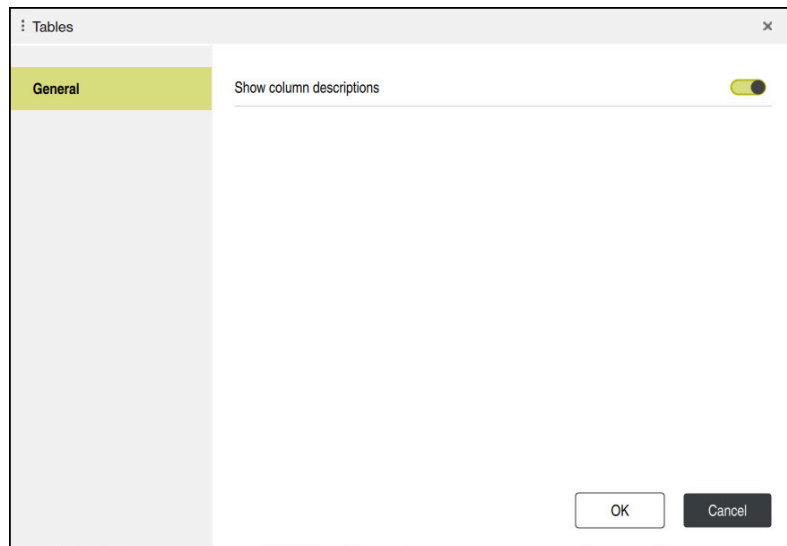 Tables
General
Show column descriptions
OK
Cancel